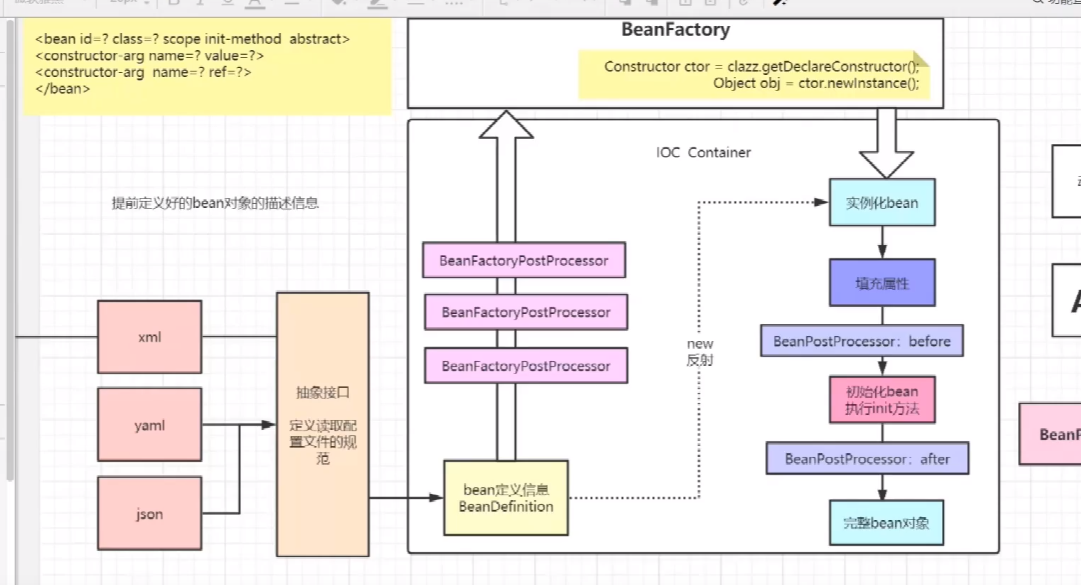 <bean id=? class=? scope init-method abstract>
<constructor-arg name=? value=?>
<constructor-arg name=? ref=?>
</bean>
BeanFactory
Constructor ctor = clazz.getDeclareConstructor();
Object obj = ctor.newInstance();
IOC Container
提前定义好的bean对象的描述信息
实例化bean
BeanFactoryPostProcessor
填充属性
BeanFactoryPostProcessor
xml
new
反射
BeanPostProcessor：before
BeanFactoryPostProcessor
抽象接口
定义读取配
置文件的规
范
初始化bean
执行init方法
yaml
BeanPostProcessor：after
bean定义信息
BeanDefinition
json
完整bean对象